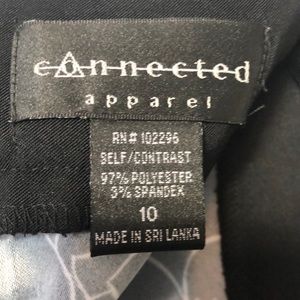 connected
apparel
RN# 102296
SELF/CONTRAST
97% POLYESTER
3% SPANDEX
10
MADE IN SRI LANKA